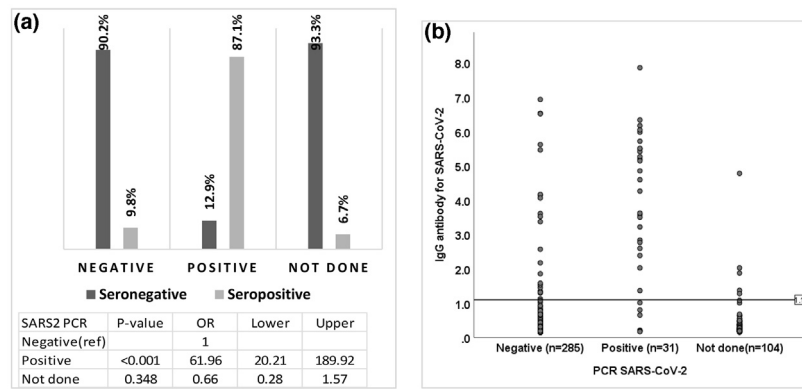 (a)
90.2%
9.8%
12.9%
87.1%
93.3%
6.7%
NEGATIVE POSITIVE NOT DONE
Seronegative Seropositive
SARS2 PCR P-value OR Lower Upper
Negative(ref) 1
Positive <0.001 61.96 20.21 189.92
Not done 0.348 0.66 0.28 1.57
(b)
IgG antibody for SARS-CoV-2
8.0
7.0
6.0
5.0
4.0
3.0
2.0
1.0
.0
Negative (n=285) Positive (n=31) Not done(n=104)
PCR SARS-CoV-2